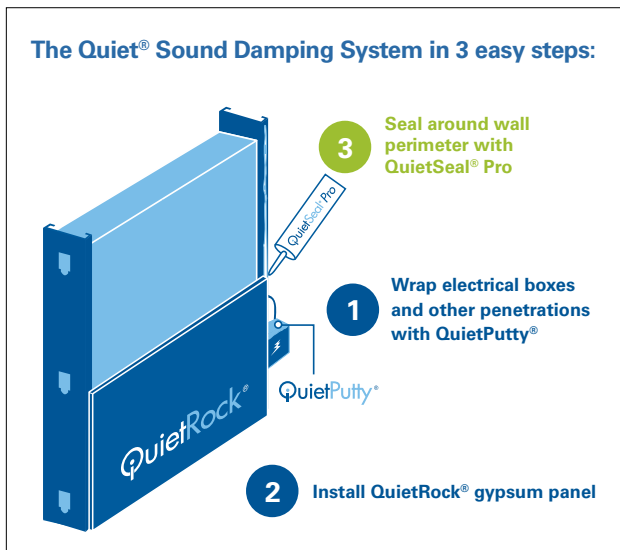 The Quiet® Sound Damping System in 3 easy steps:
3
Seal around wall
perimeter with
QuietSeal® Pro
QuietSeal® Pro
1
Wrap electrical boxes
and other penetrations
with QuietPutty®
QuietPutty®
QuietRock®
2
Install QuietRock® gypsum panel